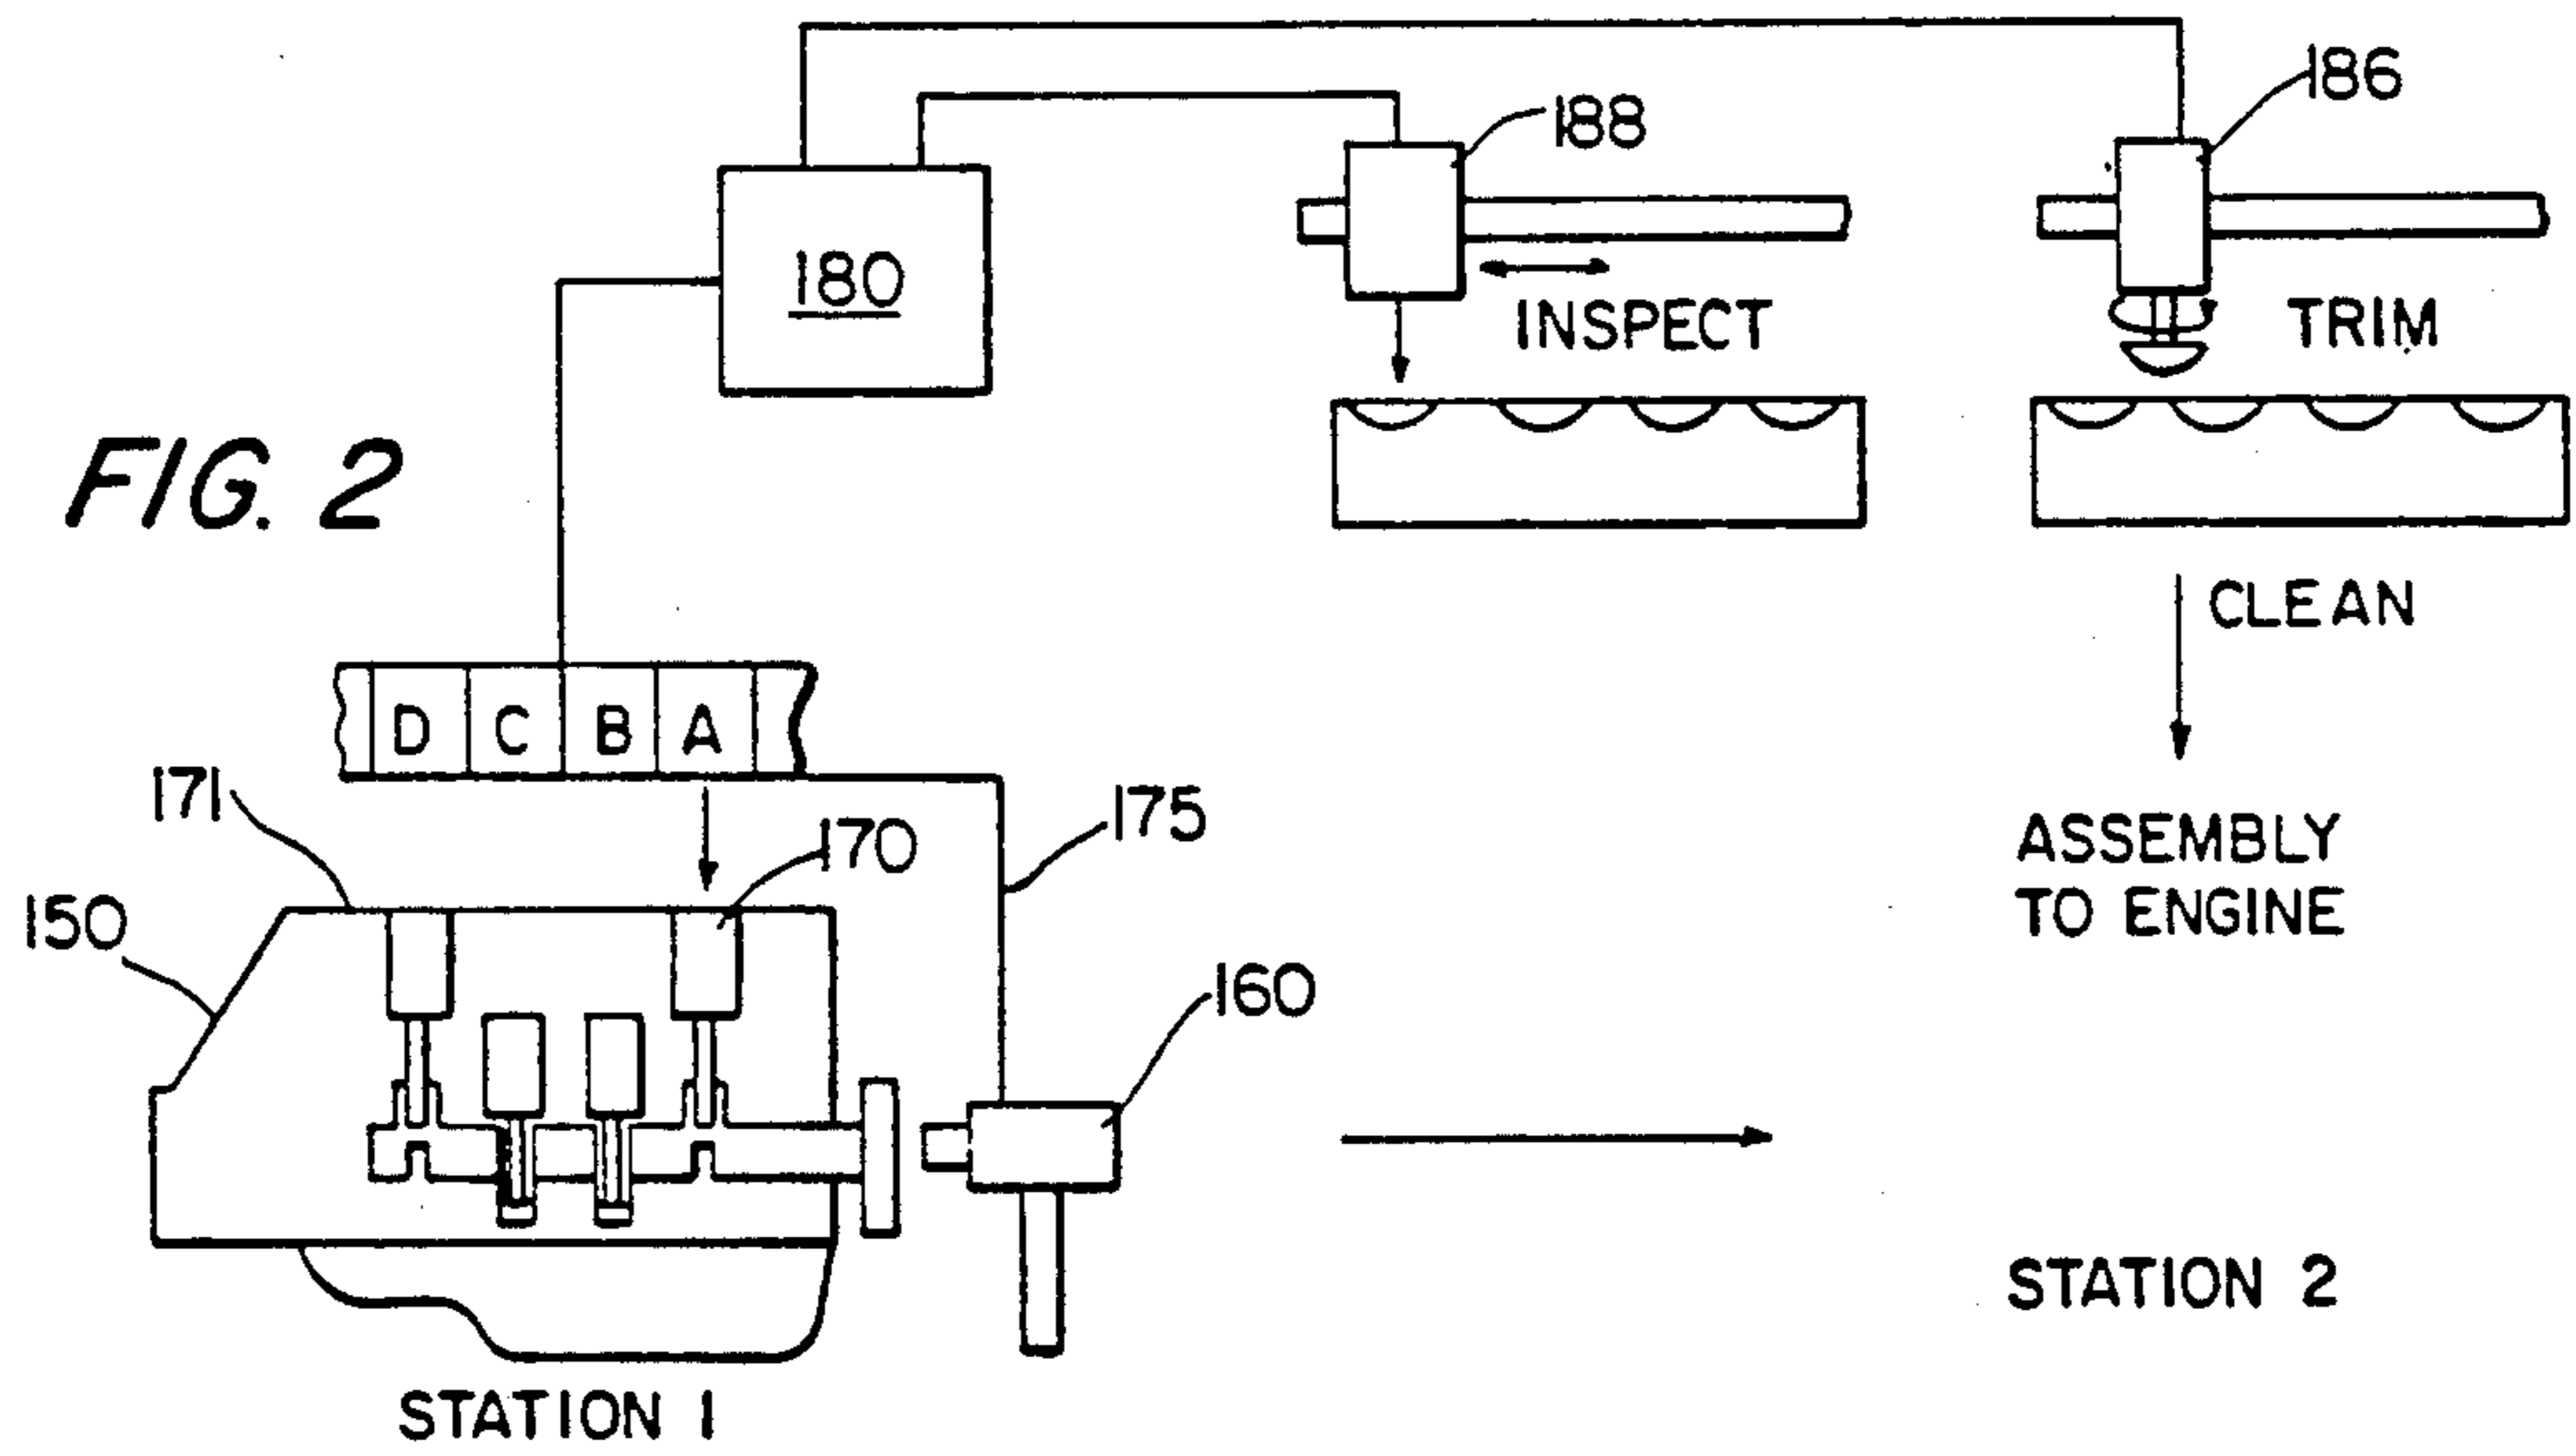 186
188
180
INSPECT
TRIM
FIG. 2
CLEAN
D C B A
171
175
170
ASSEMBLY
TO ENGINE
150
160
STATION 2
STATION 1